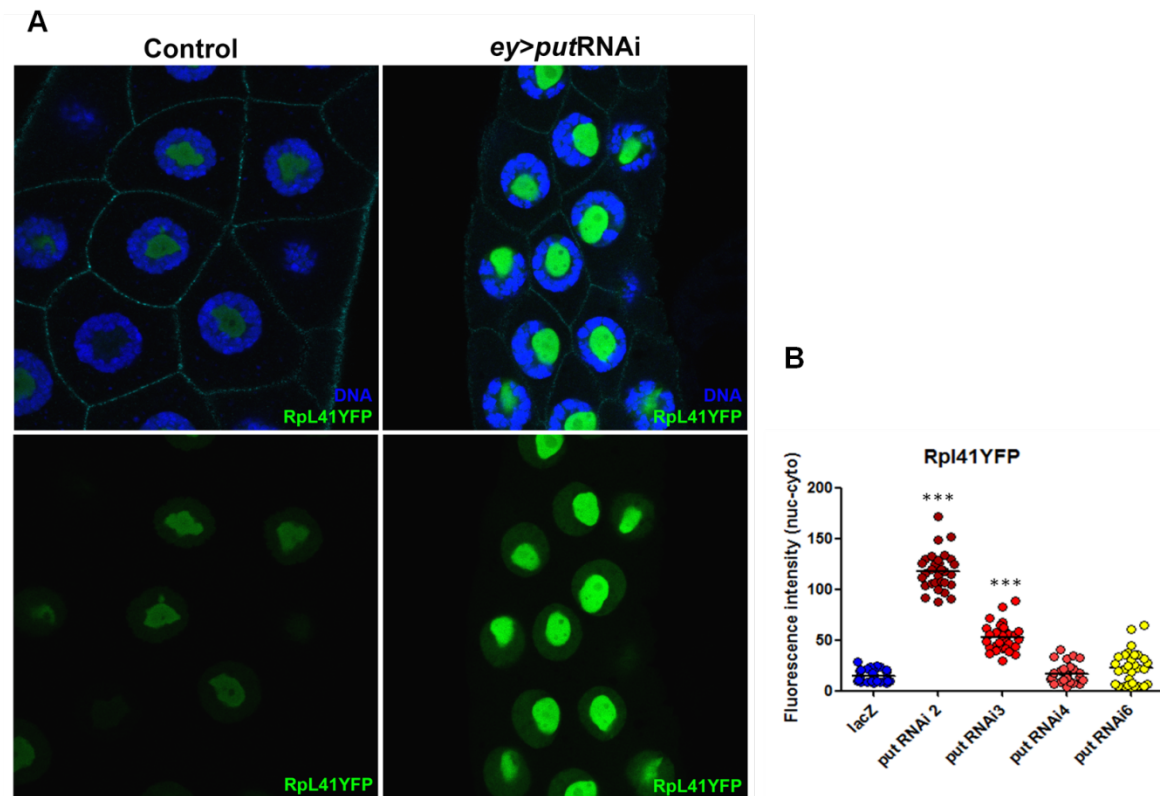 A
Control
ey>putRNAi
DNA
RpL41YFP
DNA
RpL41YFP
RpL41YFP
RpL41YFP
B
Rpl41YFP
Fluorescence intensity (nuc-cyto)
200
150
100
50
0
***
***
lacZ
put RNAi 2
put RNAi3
put RNAi4
put RNAi6